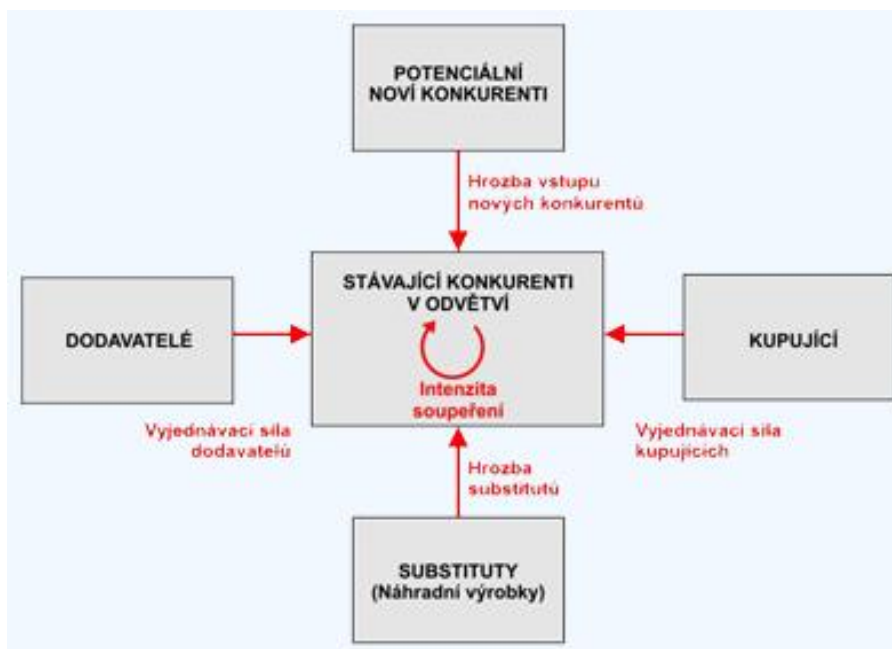 POTENCIÁLNÍ
NOVÍ KONKURENTI
Hrozba vstupu
nových konkurentů
STÁVAJÍCÍ KONKURENTI
V ODVĚTVÍ
Intenzita
soupeření
DODAVATELÉ
KUPUJÍCÍ
Vyjednávací síla
dodavatelů
Vyjednávací síla
kupujících
Hrozba
substitutů
SUBSTITUTY
(Náhradní výrobky)